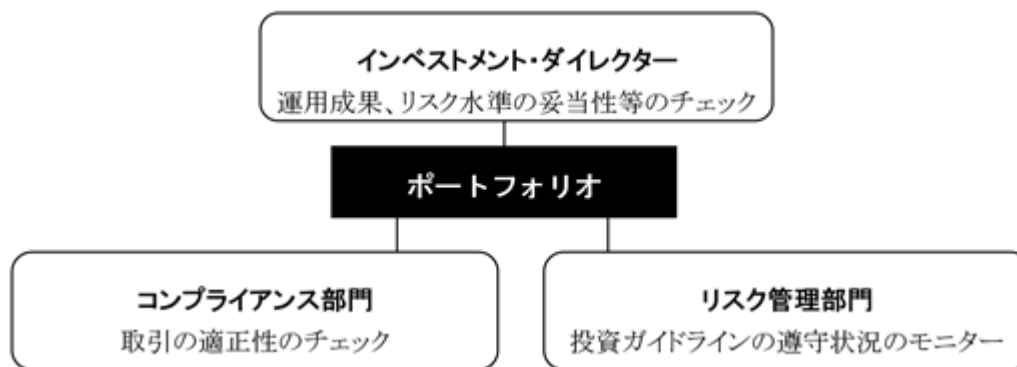 インベストメント・ダイレクター
運用成果、リスク水準の妥当性等のチェック
ポートフォリオ
コンプライアンス部門
取引の適正性のチェック
リスク管理部門
投資ガイドラインの遵守状況のモニター